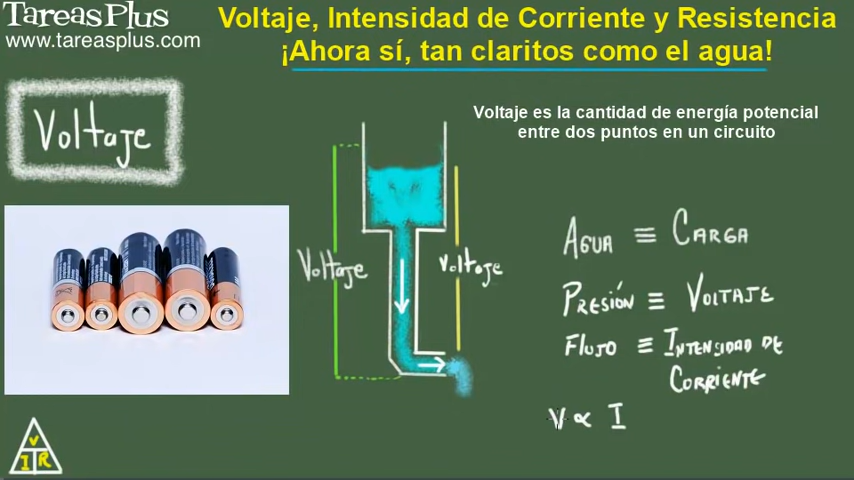 TareasPlus
www.tareasplus.com
Voltaje, Intensidad de Corriente y Resistencia
¡Ahora sí, tan claritos como el agua!
Voltaje
Voltaje es la cantidad de energía potencial
entre dos puntos en un circuito
Voltaje
Voltaje
AGUA ≡ CARGA
PRESIÓN ≡ VOLTAJE
FLUJO ≡ INTENSIDAD DE
CORRIENTE
V ∝ I
V
I R